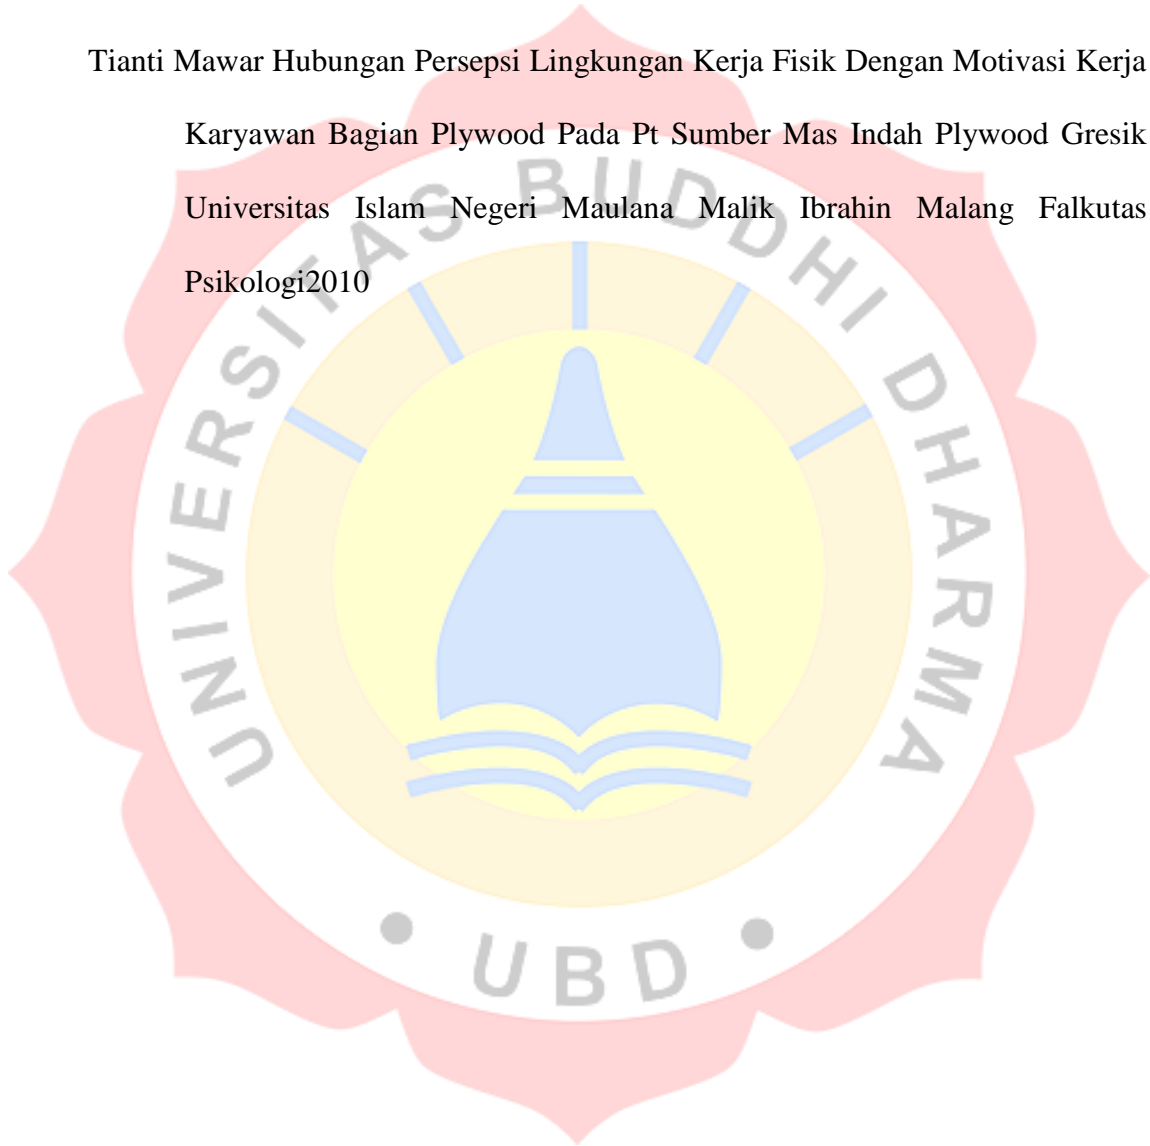 Tianti Mawar Hubungan Persepsi Lingkungan Kerja Fisik Dengan Motivasi Kerja
Karyawan Bagian Plywood Pada Pt Sumber Mas Indah Plywood Gresik
Universitas Islam Negeri Maulana Malik Ibrahin Malang Falkutas
Psikologi2010
UNIVERSITAS BUDDHI DHARMA
• UBD •